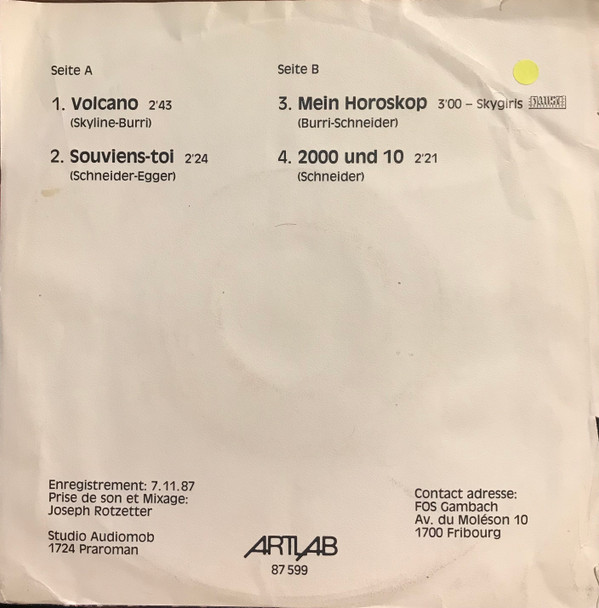 Seite A
1. Volcano 2'43
(Skyline-Burri)
2. Souviens-toi 2'24
(Schneider-Egger)
Seite B
3. Mein Horoskop 3'00 – Skygirls
(Burri-Schneider)
4. 2000 und 10 2'21
(Schneider)
Enregistrement: 7.11.87
Prise de son et Mixage:
Joseph Rotzetter
Studio Audiomob
1724 Praroman
ARTLAB
87 599
Contact adresse:
FOS Gambach
Av. du Moléson 10
1700 Fribourg